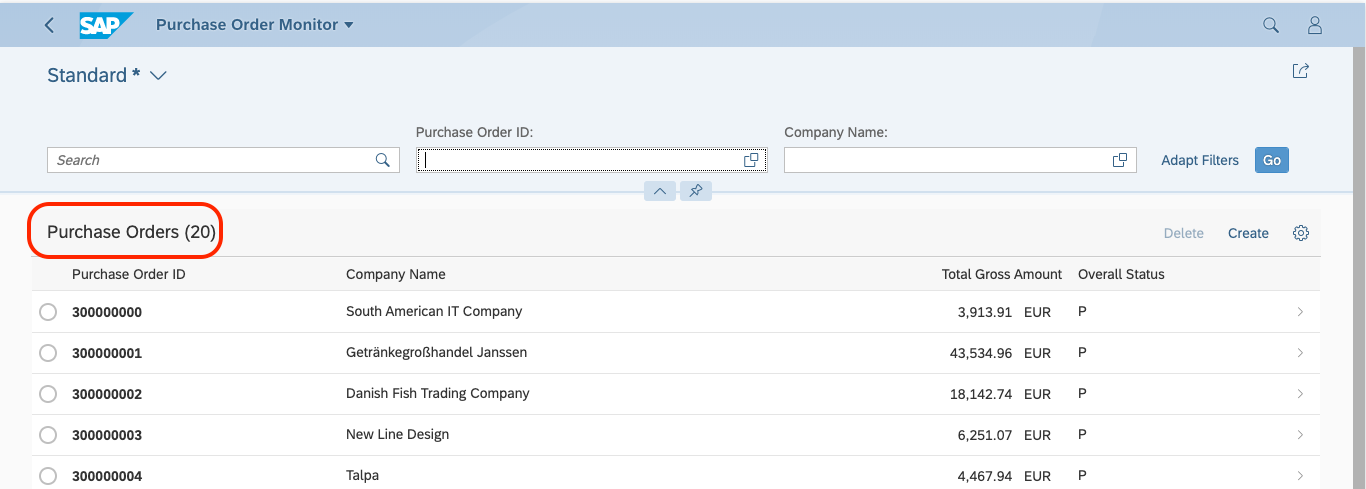 SAP Purchase Order Monitor
Standard *
Purchase Order ID: Company Name:
Search Adapt Filters Go
Purchase Orders (20) Delete Create
Purchase Order ID Company Name Total Gross Amount Overall Status
300000000 South American IT Company 3,913.91 EUR P
300000001 Getränkegroßhandel Janssen 43,534.96 EUR P
300000002 Danish Fish Trading Company 18,142.74 EUR P
300000003 New Line Design 6,251.07 EUR P
300000004 Talpa 4,467.94 EUR P